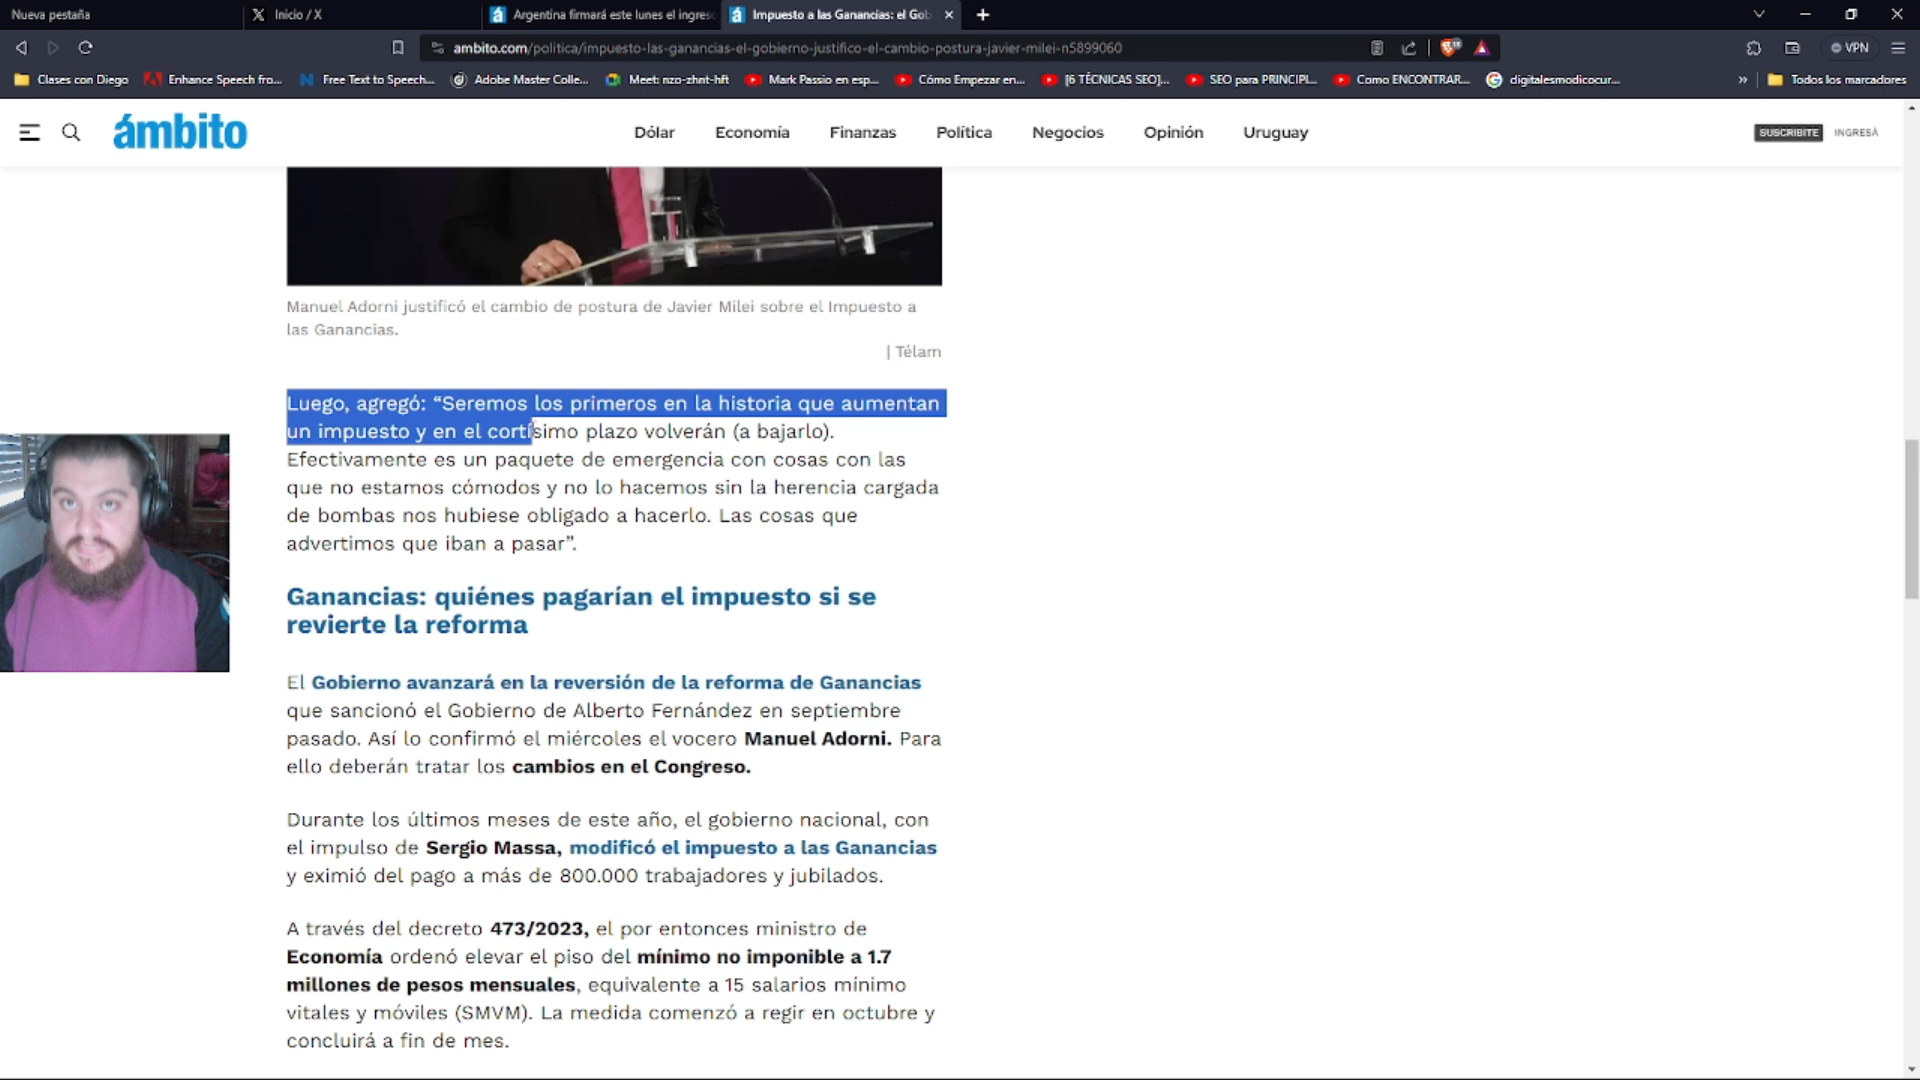 Nueva pestaña
Inicio / X
Argentina firmará este lunes el ingres
Impuesto a las Ganancias: el Gob
ambito.com/politica/impuesto-las-ganancias-el-gobierno-justifico-el-cambio-postura-javier-milei-n5899060
VPN
Clases con Diego
Enhance Speech fro...
Free Text to Speech...
Adobe Master Colle...
Meet: nzo-zhnt-hft
Mark Passio en esp...
Cómo Empezar en...
[6 TÉCNICAS SEO]...
SEO para PRINCIPI...
Como ENCONTRAR...
digitalesmodicocur...
»
Todos los marcadores
ámbito
Dólar
Economía
Finanzas
Política
Negocios
Opinión
Uruguay
SUSCRIBITE
INGRESÁ
Manuel Adorni justificó el cambio de postura de Javier Milei sobre el Impuesto a
las Ganancias.
| Télam
Luego, agregó: “Seremos los primeros en la historia que aumentan
un impuesto y en el cortísimo plazo volverán (a bajarlo).
Efectivamente es un paquete de emergencia con cosas con las
que no estamos cómodos y no lo hacemos sin la herencia cargada
de bombas nos hubiese obligado a hacerlo. Las cosas que
advertimos que iban a pasar”.
Ganancias: quiénes pagarían el impuesto si se
revierte la reforma
El Gobierno avanzará en la reversión de la reforma de Ganancias
que sancionó el Gobierno de Alberto Fernández en septiembre
pasado. Así lo confirmó el miércoles el vocero Manuel Adorni. Para
ello deberán tratar los cambios en el Congreso.
Durante los últimos meses de este año, el gobierno nacional, con
el impulso de Sergio Massa, modificó el impuesto a las Ganancias
y eximió del pago a más de 800.000 trabajadores y jubilados.
A través del decreto 473/2023, el por entonces ministro de
Economía ordenó elevar el piso del mínimo no imponible a 1.7
millones de pesos mensuales, equivalente a 15 salarios mínimo
vitales y móviles (SMVM). La medida comenzó a regir en octubre y
concluirá a fin de mes.